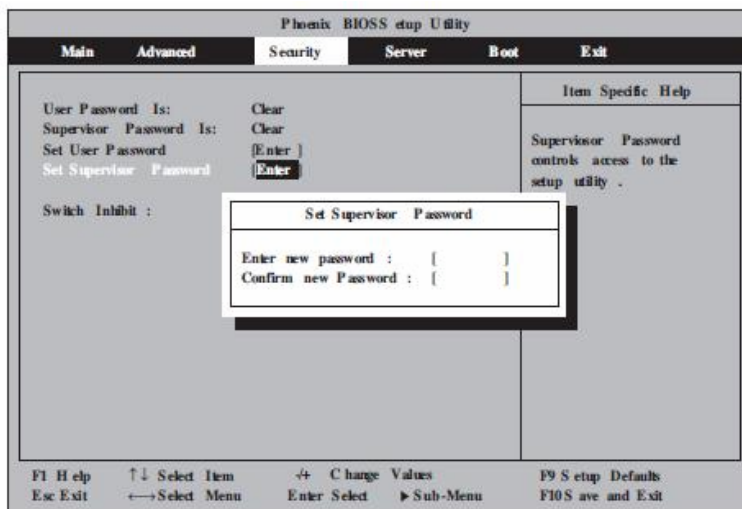 Phoenix BIOSS etup Utility
Main Advanced Security Server Boot Exit
Item Specific Help
User Password Is: Clear
Supervisor Password Is: Clear
Set User Password [Enter ]
Set Supervisor Password [Enter ]
Switch Inhibit :
Superviosor Password
controls access to the
setup utility .
Set Supervisor Password
Enter new password : [ ]
Confirm new Password : [ ]
F1 Help ↑↓ Select Item -/+ Change Values F9 Setup Defaults
Esc Exit ←→Select Menu Enter Select ▶Sub-Menu F10 Save and Exit